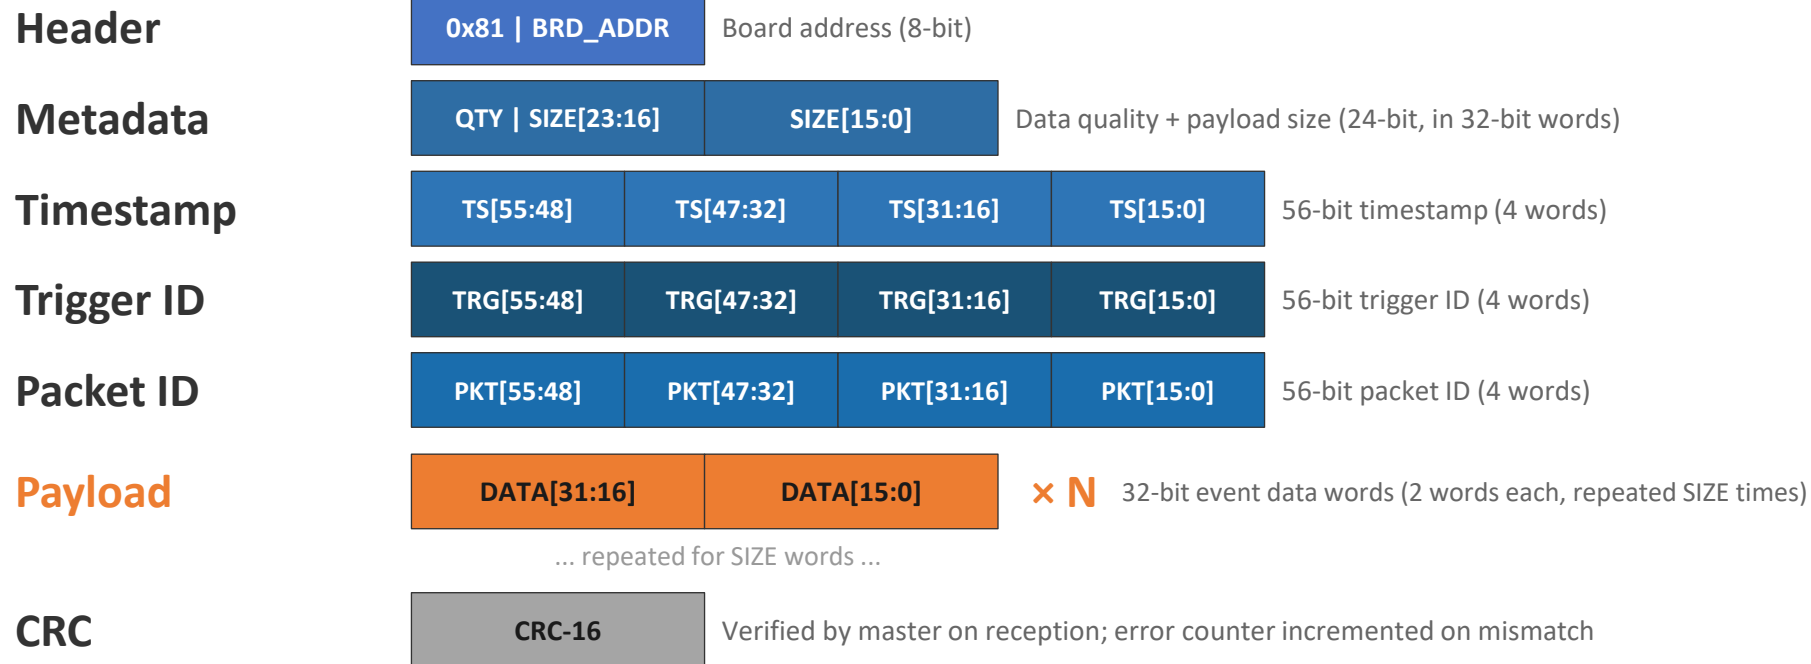 Header 0x81 | BRD_ADDR Board address (8-bit)
Metadata QTY | SIZE[23:16] SIZE[15:0] Data quality + payload size (24-bit, in 32-bit words)
Timestamp TS[55:48] TS[47:32] TS[31:16] TS[15:0] 56-bit timestamp (4 words)
Trigger ID TRG[55:48] TRG[47:32] TRG[31:16] TRG[15:0] 56-bit trigger ID (4 words)
Packet ID PKT[55:48] PKT[47:32] PKT[31:16] PKT[15:0] 56-bit packet ID (4 words)
Payload DATA[31:16] DATA[15:0] × N 32-bit event data words (2 words each, repeated SIZE times)
... repeated for SIZE words ...
CRC CRC-16 Verified by master on reception; error counter incremented on mismatch